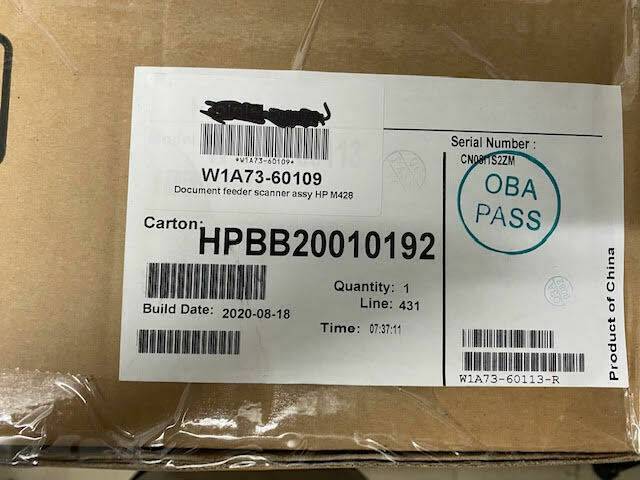 *W1A73-60109*
W1A73-60109
Document feeder scanner assy HP M428
Carton:
HPBB20010192
Quantity: 1
Line: 431
Build Date: 2020-08-18
Time: 07:37:11
Serial Number :
OBA
PASS
W1A73-60113-R
Product of China